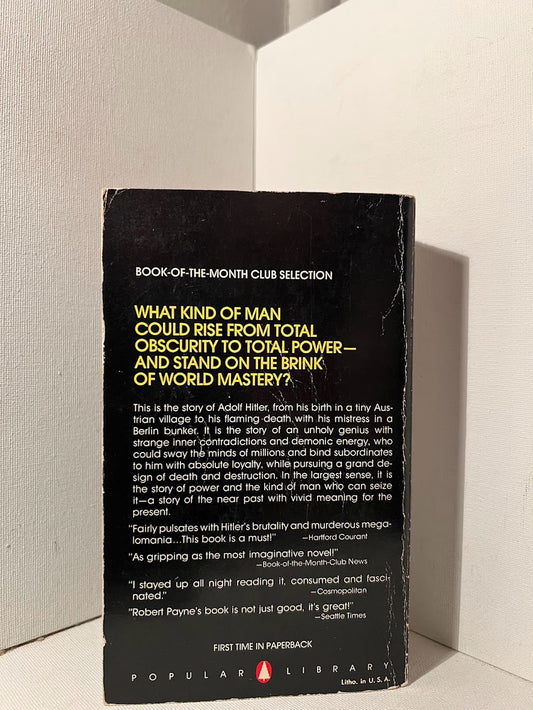 BOOK-OF-THE-MONTH CLUB SELECTION
WHAT KIND OF MAN
COULD RISE FROM TOTAL
OBSCURITY TO TOTAL POWER—
AND STAND ON THE BRINK
OF WORLD MASTERY?
This is the story of Adolf Hitler, from his birth in a tiny Aus-
trian village to his flaming death with his mistress in a
Berlin bunker. It is the story of an unholy genius with
strange inner contradictions and demonic energy, who
could sway the minds of millions and bind subordinates
to him with absolute loyalty, while pursuing a grand de-
sign of death and destruction. In the largest sense, it is
the story of power and the kind of man who can seize
it—a story of the near past with vivid meaning for the
present.
"Fairly pulsates with Hitler's brutality and murderous mega-
lomania...This book is a must!" —Hartford Courant
"As gripping as the most imaginative novel!"
—Book-of-the-Month-Club News
"I stayed up all night reading it, consumed and fasci-
nated." —Cosmopolitan
"Robert Payne's book is not just good, it's great!"
—Seattle Times
FIRST TIME IN PAPERBACK
POPULAR LIBRARY
Litho. in U.S.A.